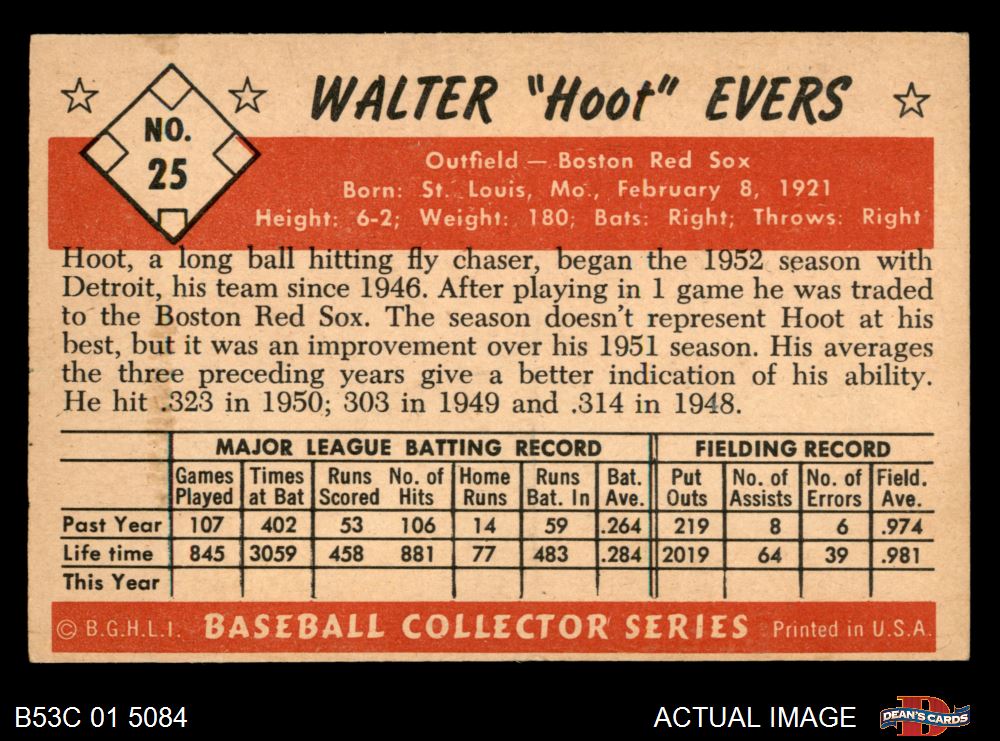 NO.
25
WALTER "Hoot" EVERS
Outfield — Boston Red Sox
Born: St. Louis, Mo., February 8, 1921
Height: 6-2; Weight: 180; Bats: Right; Throws: Right
Hoot, a long ball hitting fly chaser, began the 1952 season with
Detroit, his team since 1946. After playing in 1 game he was traded
to the Boston Red Sox. The season doesn't represent Hoot at his
best, but it was an improvement over his 1951 season. His averages
the three preceding years give a better indication of his ability.
He hit .323 in 1950; 303 in 1949 and .314 in 1948.
MAJOR LEAGUE BATTING RECORD FIELDING RECORD
Games Times Runs No. of Home Runs Bat. Put No. of No. of Field.
Played at Bat Scored Hits Runs Bat. In Ave. Outs Assists Errors Ave.
Past Year 107 402 53 106 14 59 .264 219 8 6 .974
Life time 845 3059 458 881 77 483 .284 2019 64 39 .981
This Year
© B.G.H.L.I. BASEBALL COLLECTOR SERIES Printed in U.S.A.
B53C 01 5084 ACTUAL IMAGE DEAN'S CARDS